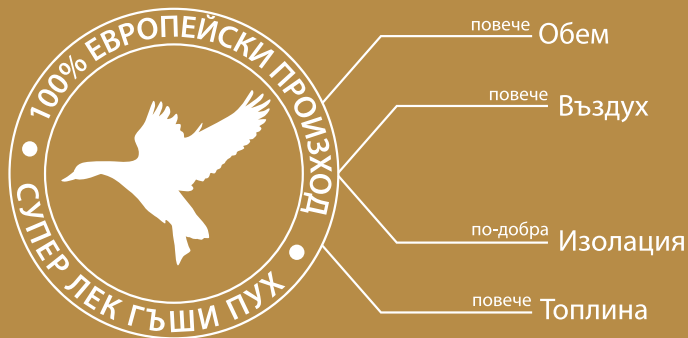 100% ЕВРОПЕЙСКИ ПРОИЗХОД
СУПЕР ЛЕК ГЪШИ ПУХ
повече Обем
повече Въздух
по-добра Изолация
повече Топлина